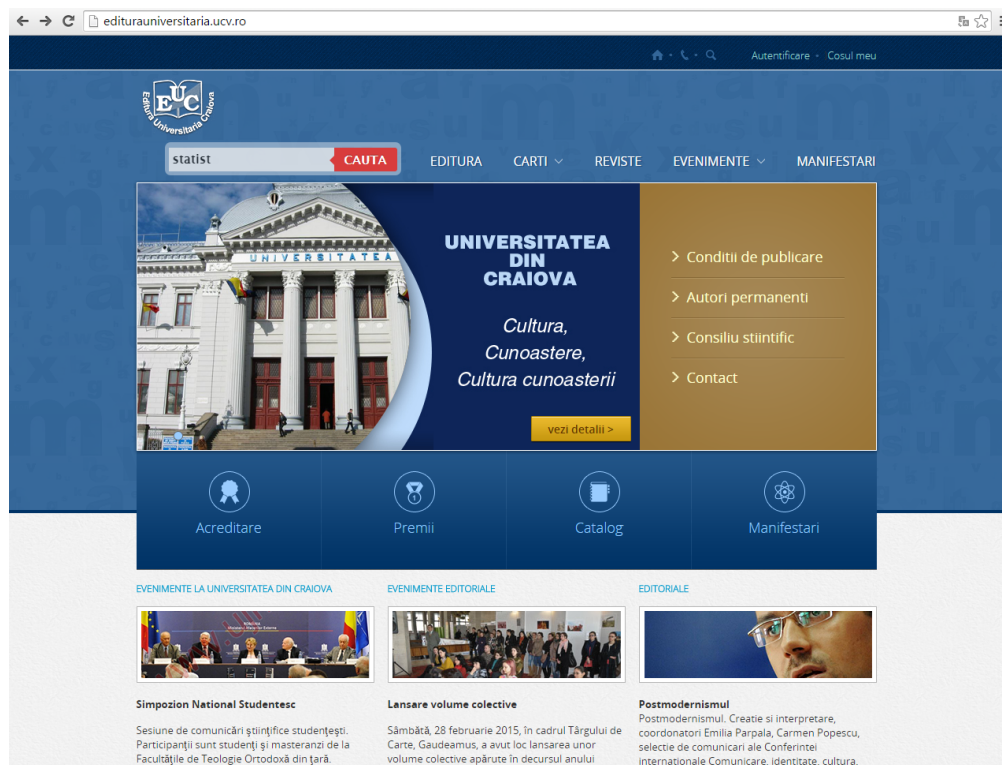 editurauniversitaria.ucv.ro
Autentificare
Cosul meu
EUC
Editura Universitaria Craiova
statist
CAUTA
EDITURA
CARTI
REVISTE
EVENIMENTE
MANIFESTARI
UNIVERSITATEA
UNIVERSITATEA
DIN
CRAIOVA
Cultura,
Cunoastere,
Cultura cunoasterii
vezi detalii >
Conditii de publicare
Autori permanenti
Consiliu stiintific
Contact
Acreditare
Premii
Catalog
Manifestari
EVENIMENTE LA UNIVERSITATEA DIN CRAIOVA
Simpozion National Studentesc
Sesiune de comunicări ştiinţifice studenţeşti.
Participanţii sunt studenţi şi masteranzi de la
Facultăţile de Teologie Ortodoxă din ţară.
EVENIMENTE EDITORIALE
Lansare volume colective
Sâmbătă, 28 februarie 2015, în cadrul Târgului de
Carte, Gaudeamus, a avut loc lansarea unor
volume colective apărute în decursul anului
EDITORIALE
Postmodernismul
Postmodernismul. Creatie si interpretare,
coordonatori Emilia Parpala, Carmen Popescu,
selectie de comunicari ale Conferintei
internationale Comunicare, identitate, cultura.